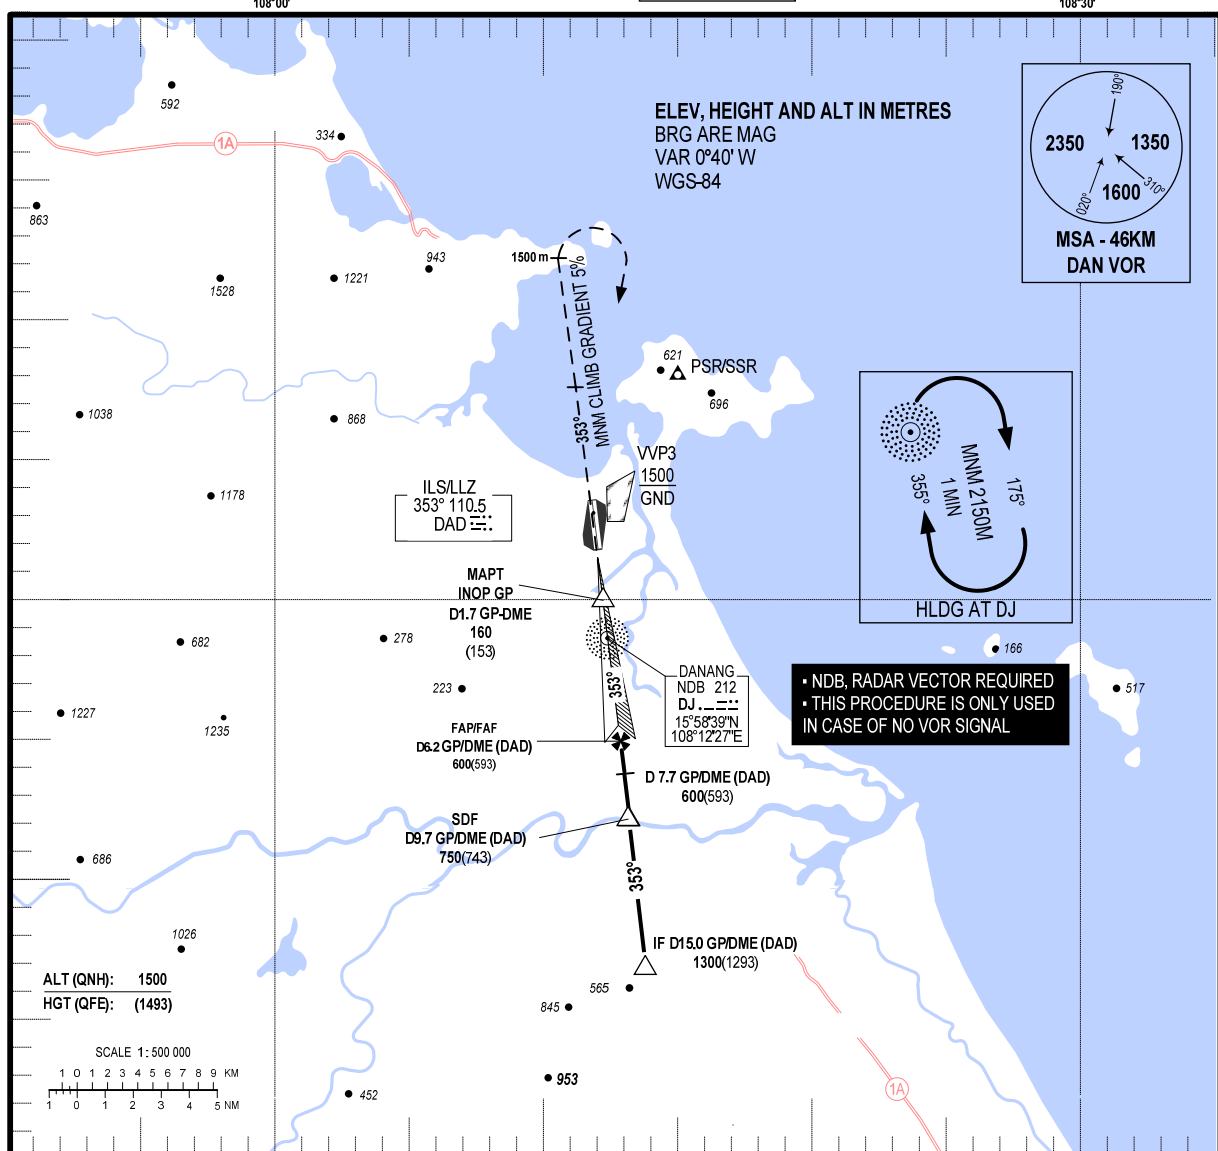 108°00'
108°30'
592
334
1A
863
943
1528
1221
1500 m
MNM CLIMB GRADIENT 5%
353°
ELEV, HEIGHT AND ALT IN METRES
BRG ARE MAG
VAR 0°40' W
WGS-84
190°
2350
1350
020°
1600
310°
MSA - 46KM
DAN VOR
621
PSR/SSR
696
1038
868
1178
VVP3
1500
GND
ILS/LLZ
353° 110.5
DAD
MNM 2150M
1 MIN
355°
175°
HLDG AT DJ
MAPT
INOP GP
D1.7 GP-DME
160
(153)
682
278
223
1227
1235
166
517
DANANG
NDB 212
DJ
15°58'39"N
108°12'27"E
353°
▪ NDB, RADAR VECTOR REQUIRED
▪ THIS PROCEDURE IS ONLY USED
IN CASE OF NO VOR SIGNAL
FAP/FAF
D6.2 GP/DME (DAD)
600(593)
D 7.7 GP/DME (DAD)
600(593)
SDF
D9.7 GP/DME (DAD)
750(743)
686
353°
1026
IF D15.0 GP/DME (DAD)
1300(1293)
565
845
953
452
ALT (QNH): 1500
HGT (QFE): (1493)
SCALE 1: 500 000
1 0 1 2 3 4 5 6 7 8 9 KM
1 0 1 2 3 4 5 NM
1A